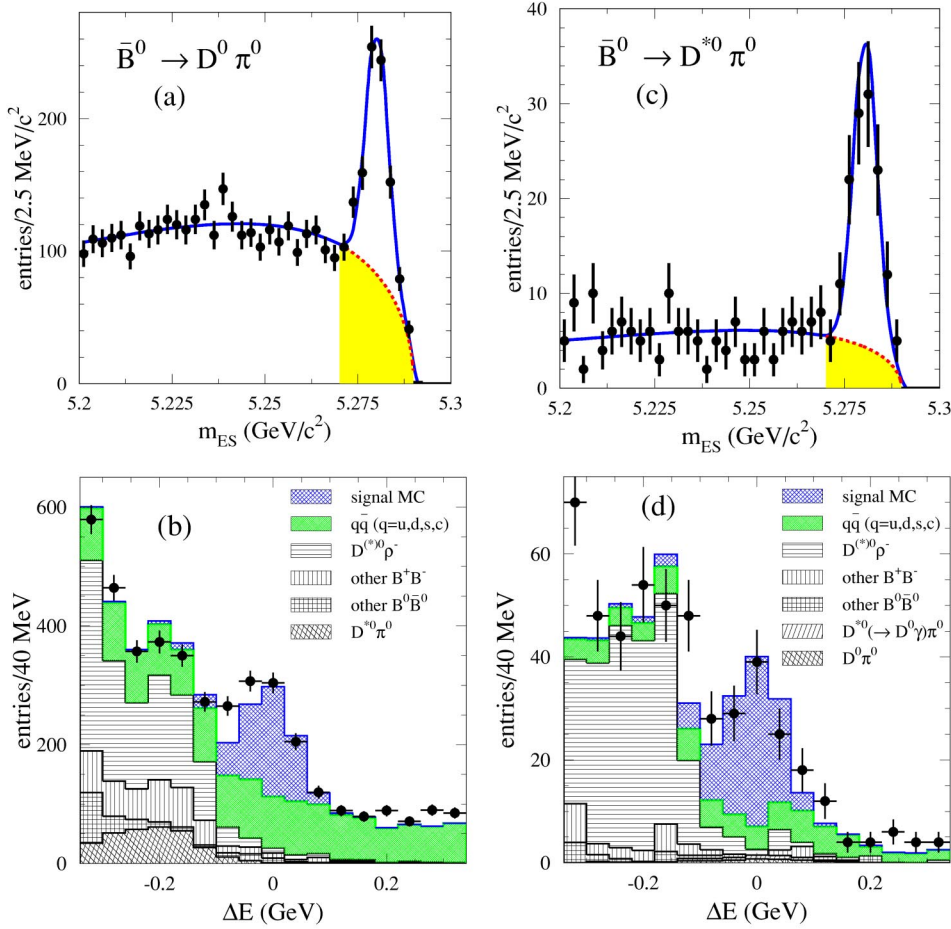 B̄⁰ → D⁰ π⁰
(a)
entries/2.5 MeV/c²
200
100
0
5.2
5.225
5.25
5.275
5.3
m_ES (GeV/c²)
B̄⁰ → D*⁰ π⁰
(c)
entries/2.5 MeV/c²
40
30
20
10
0
5.2
5.225
5.25
5.275
5.3
m_ES (GeV/c²)
(b)
signal MC
qq̄ (q=u,d,s,c)
D⁽*⁾⁰ρ⁻
other B⁺B⁻
other B⁰B̄⁰
D*⁰π⁰
entries/40 MeV
600
400
200
0
-0.2
0
0.2
ΔE (GeV)
(d)
signal MC
qq̄ (q=u,d,s,c)
D⁽*⁾⁰ρ⁻
other B⁺B⁻
other B⁰B̄⁰
D*⁰(→ D⁰γ)π⁰
D⁰π⁰
entries/40 MeV
60
40
20
0
-0.2
0
0.2
ΔE (GeV)